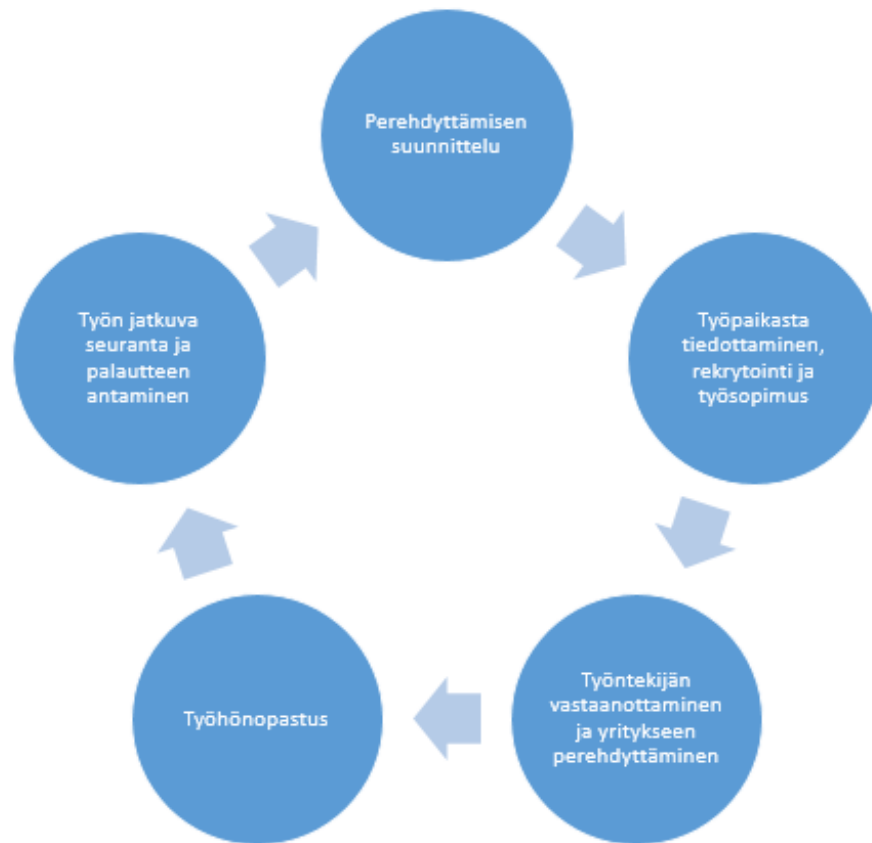 Perehdyttämisen
suunnittelu
Työpaikasta
tiedottaminen,
rekrytointi ja
työsopimus
Työntekijän
vastaanottaminen
ja yritykseen
perehdyttäminen
Työhönopastus
Työn jatkuva
seuranta ja
palautteen
antaminen